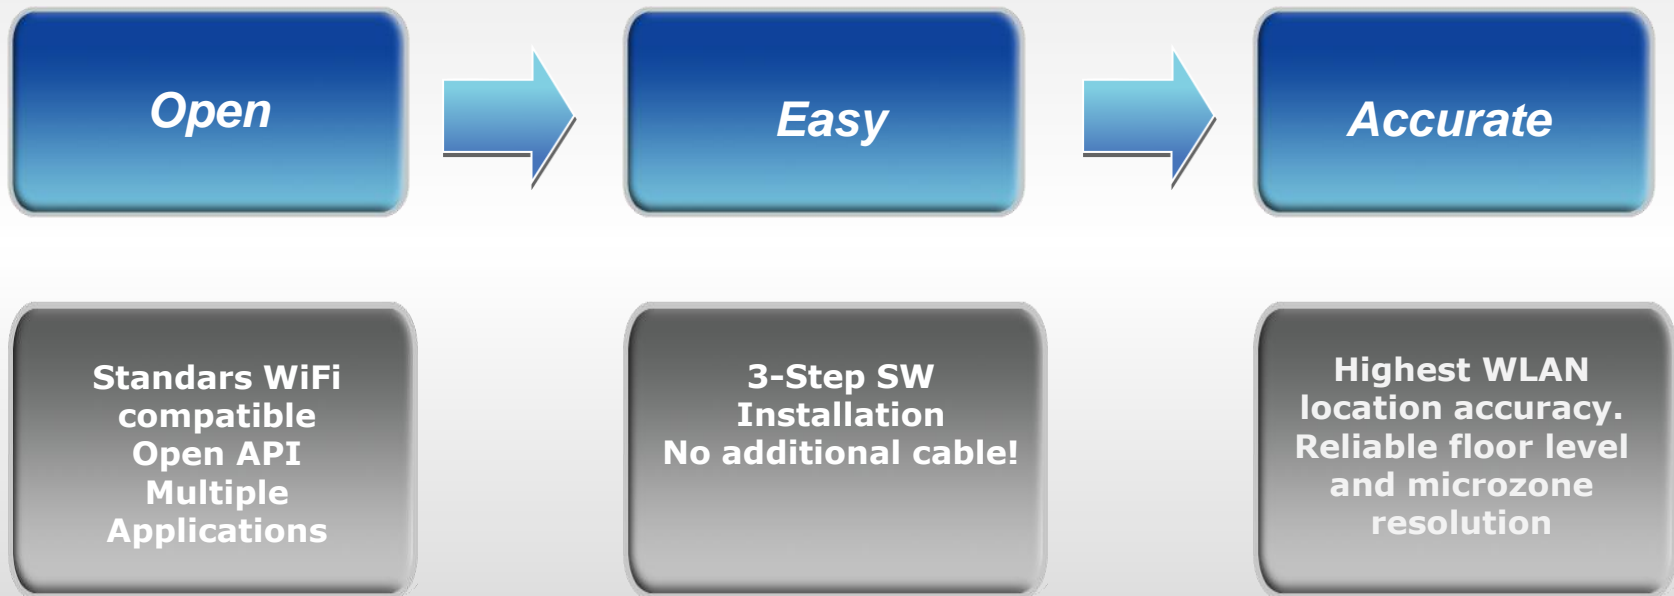 Open
Easy
Accurate
Standars WiFi
compatible
Open API
Multiple
Applications
3-Step SW
Installation
No additional cable!
Highest WLAN
location accuracy.
Reliable floor level
and microzone
resolution